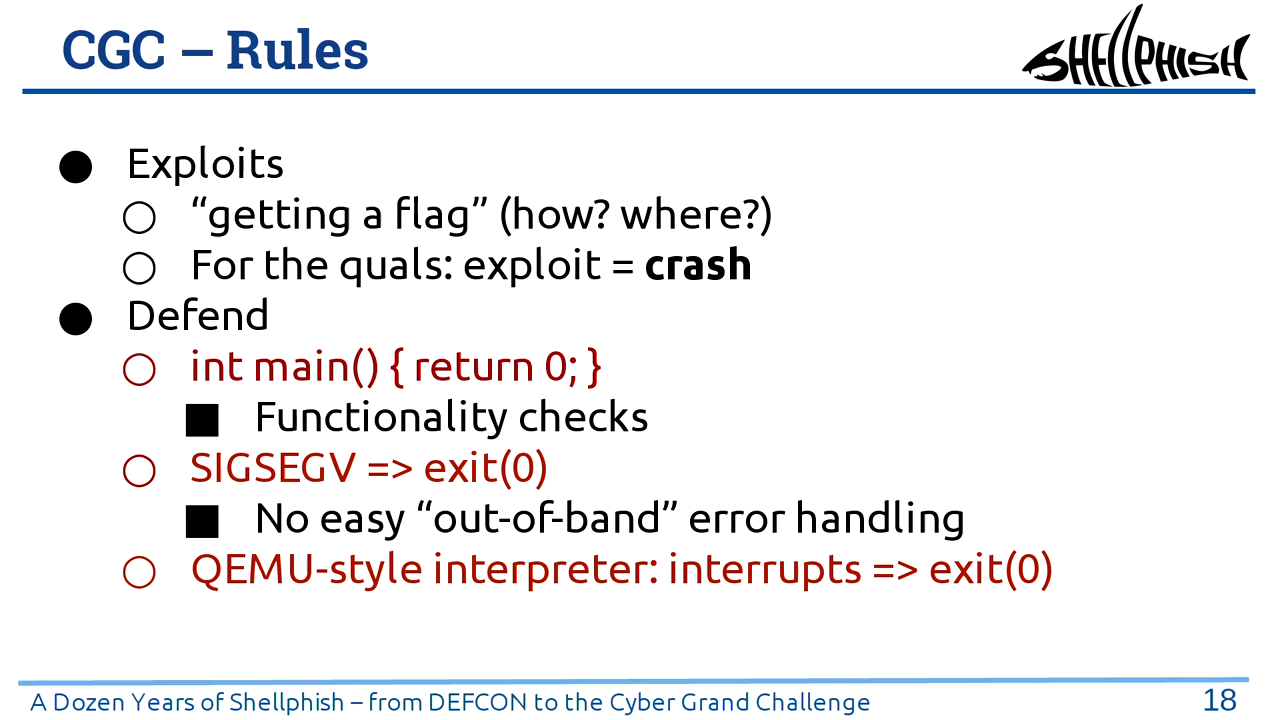 CGC – Rules
SHELLPHISH
● Exploits
○ “getting a flag” (how? where?)
○ For the quals: exploit = crash
● Defend
○ int main() { return 0; }
■ Functionality checks
○ SIGSEGV => exit(0)
■ No easy “out-of-band” error handling
○ QEMU-style interpreter: interrupts => exit(0)
A Dozen Years of Shellphish – from DEFCON to the Cyber Grand Challenge
18